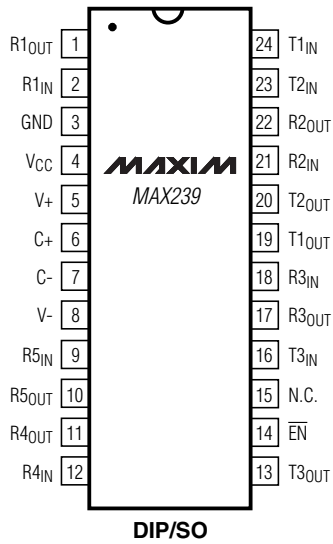 R1OUT 1 24 T1IN
R1IN 2 23 T2IN
GND 3 22 R2OUT
VCC 4 MAXIM 21 R2IN
V+ 5 MAX239 20 T2OUT
C+ 6 19 T1OUT
C- 7 18 R3IN
V- 8 17 R3OUT
R5IN 9 16 T3IN
R5OUT 10 15 N.C.
R4OUT 11 14 E̅N̅
R4IN 12 13 T3OUT
DIP/SO